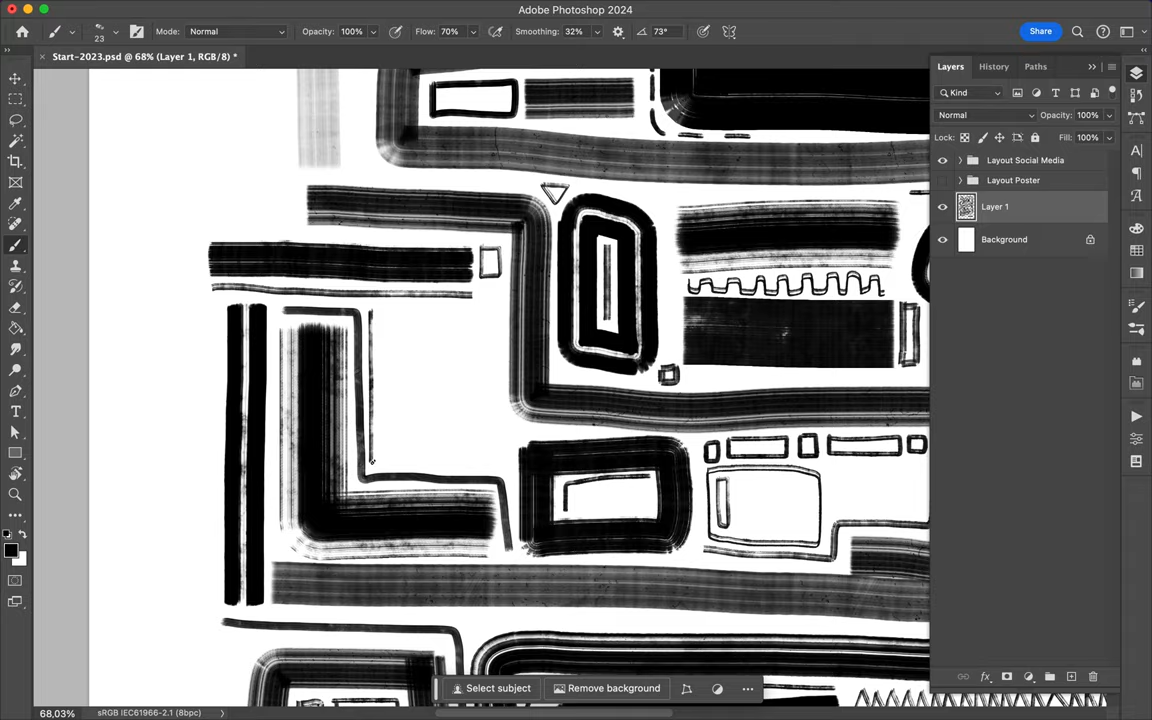 Adobe Photoshop 2024
23
Mode: Normal
Opacity: 100%
Flow: 70%
Smoothing: 32%
73°
Share
Start-2023.psd @ 68% (Layer 1, RGB/8) *
Layers
History
Paths
Kind
Normal
Opacity: 100%
Lock:
Fill: 100%
Layout Social Media
Layout Poster
Layer 1
Background
Select subject
Remove background
68,03%
sRGB IEC61966-2.1 (8bpc)